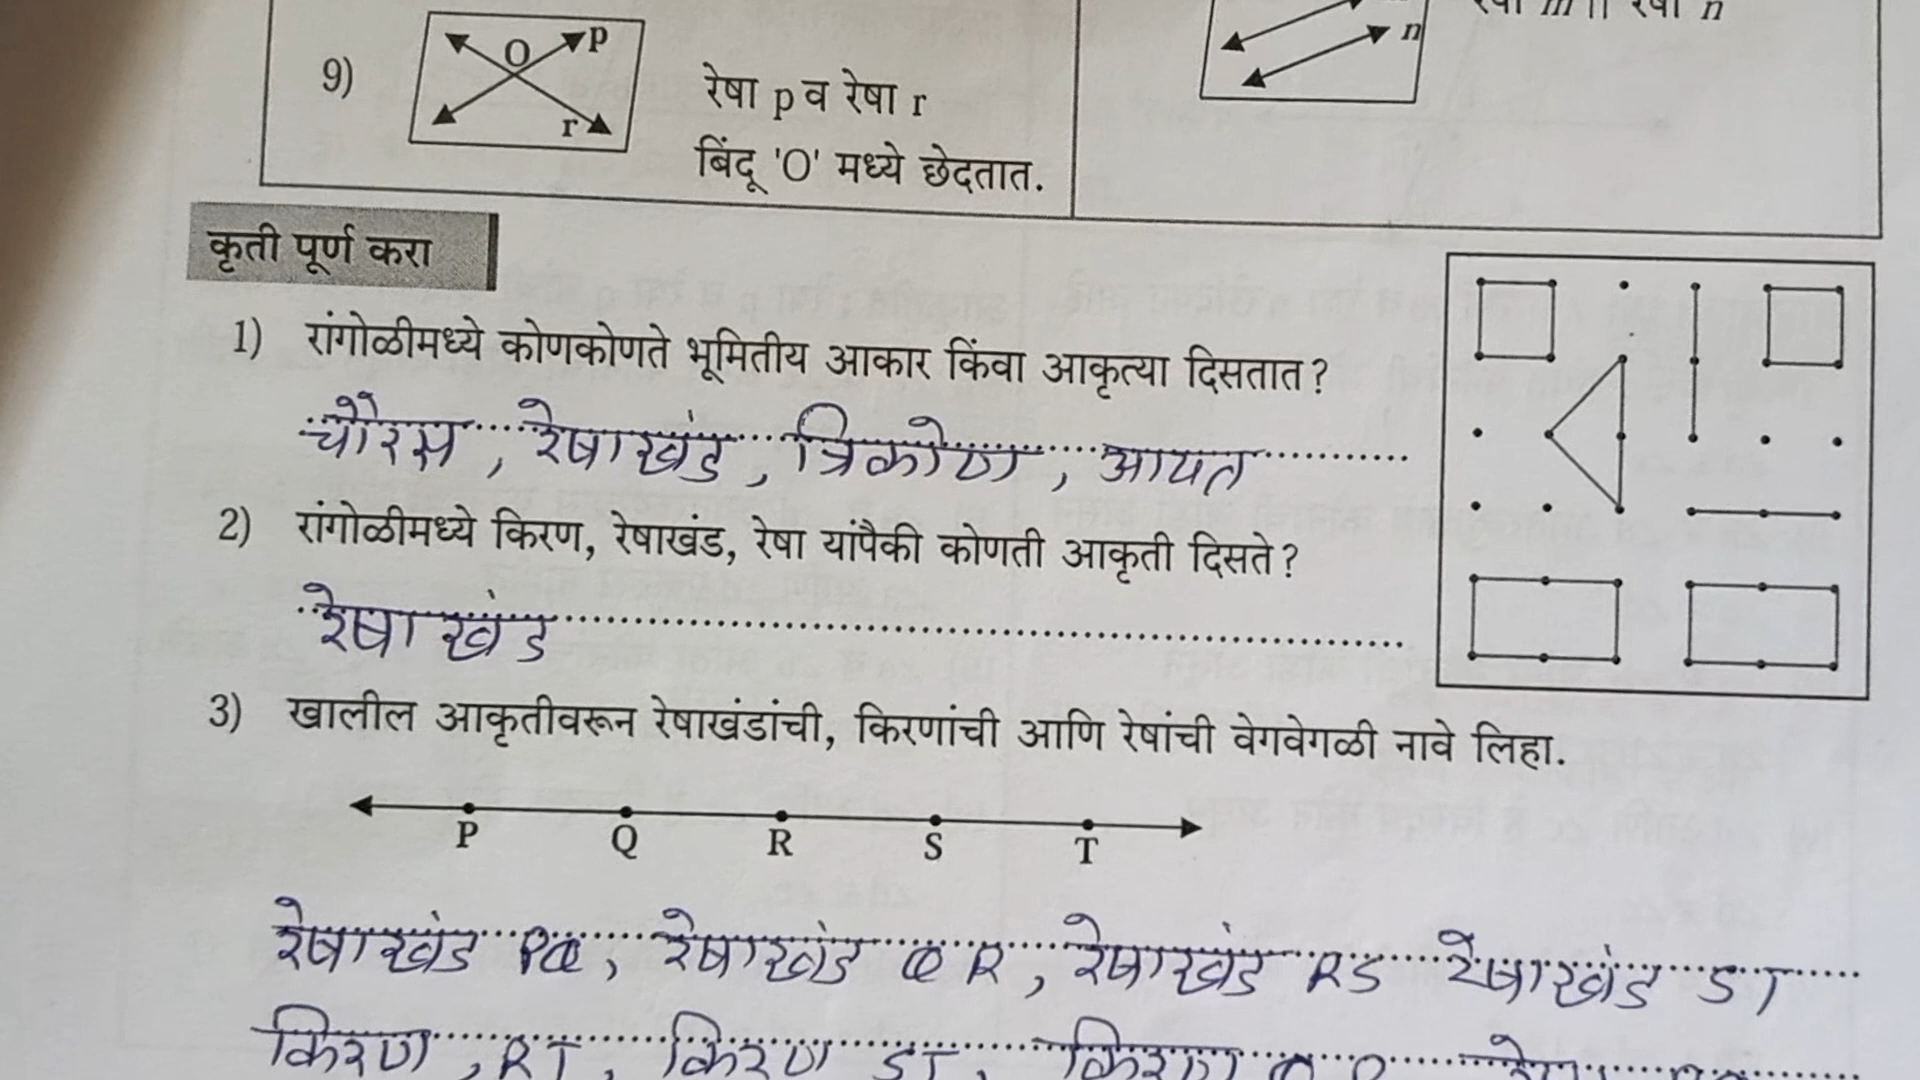 रेषा m || रेषा n
n
9)
O p
r
रेषा p व रेषा r
बिंदू 'O' मध्ये छेदतात.
कृती पूर्ण करा
1) रांगोळीमध्ये कोणकोणते भूमितीय आकार किंवा आकृत्या दिसतात?
चौरस, रेषाखंड, त्रिकोण, आयत
2) रांगोळीमध्ये किरण, रेषाखंड, रेषा यांपैकी कोणती आकृती दिसते?
रेषाखंड
3) खालील आकृतीवरून रेषाखंडांची, किरणांची आणि रेषांची वेगवेगळी नावे लिहा.
P Q R S T
रेषाखंड PQ, रेषाखंड QR, रेषाखंड RS रेषाखंड ST
किरण, RT, किरण ST, किरण